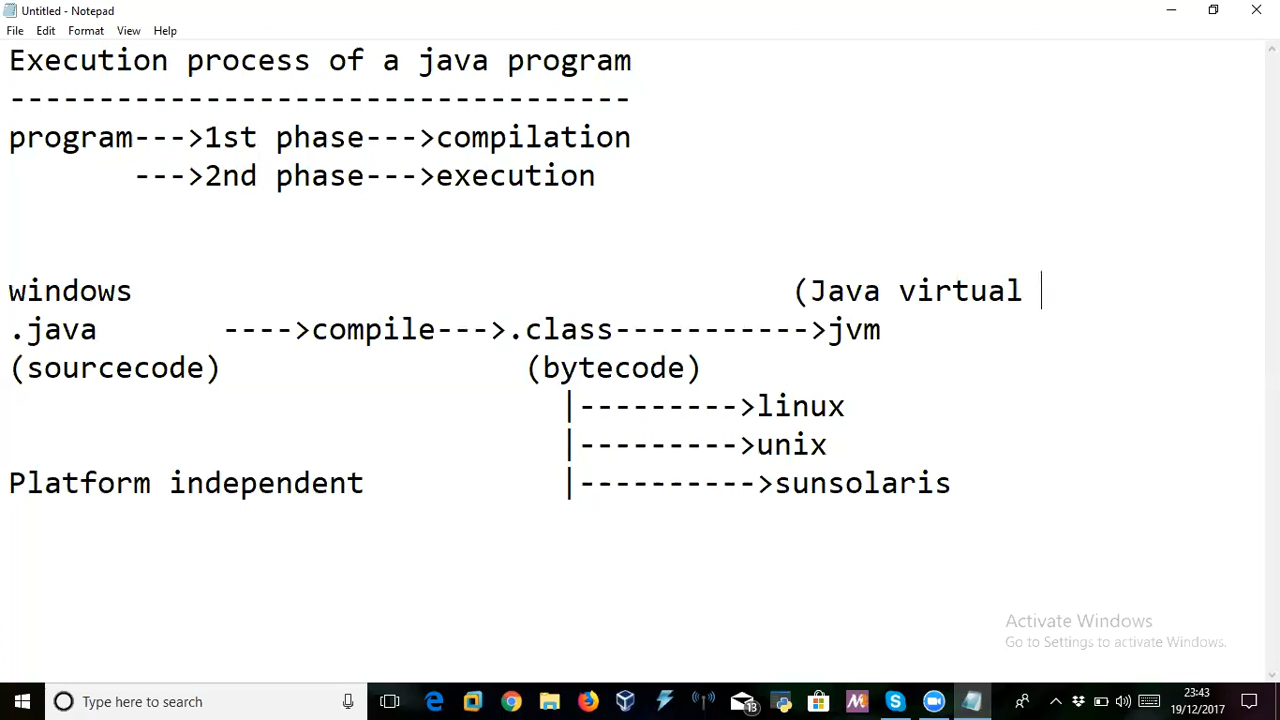 Untitled - Notepad
File Edit Format View Help
Execution process of a java program
-----------------------------------
program--->1st phase--->compilation
--->2nd phase--->execution
windows (Java virtual
.java ---->compile--->.class----------->jvm
(sourcecode) (bytecode)
|--------->linux
|--------->unix
Platform independent |---------->sunsolaris
Activate Windows
Go to Settings to activate Windows.
Type here to search
13
23:43
19/12/2017